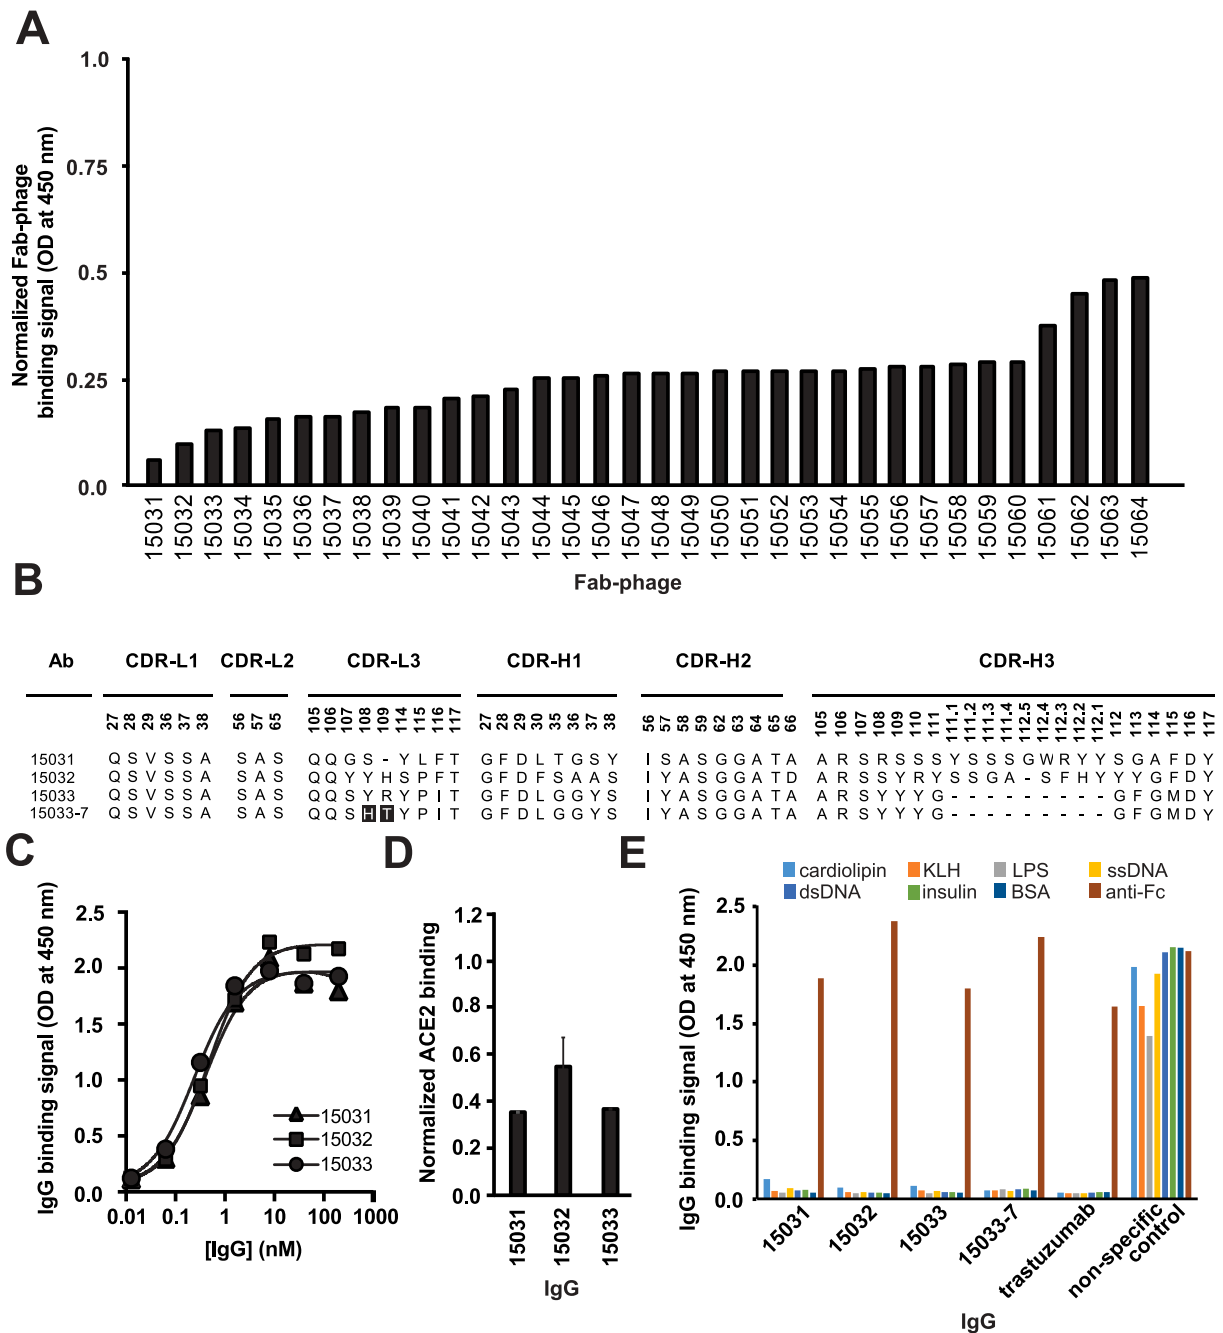 A
Normalized Fab-phage
binding signal (OD at 450 nm)
1.0
0.75
0.5
0.25
0.0
15031 15032 15033 15034 15035 15036 15037 15038 15039 15040 15041 15042 15043 15044 15045 15046 15047 15048 15049 15050 15051 15052 15053 15054 15055 15056 15057 15058 15059 15060 15061 15062 15063 15064
Fab-phage
B
Ab CDR-L1 CDR-L2 CDR-L3 CDR-H1 CDR-H2 CDR-H3
27 28 29 36 37 38 56 57 65 105 106 107 108 109 114 115 116 117 27 28 29 30 35 36 37 38 56 57 58 59 62 63 64 65 66 105 106 107 108 109 110 111 111.1 111.2 111.3 111.4 112.5 112.4 112.3 112.2 112.1 112 113 114 115 116 117
15031 Q S V S S A S A S Q Q G S - Y L F T G F D L T G S Y I S A S G G A T A A R S S S S Y S S S G W R Y Y S G A F D Y
15032 Q S V S S A S A S Q Q Y Y H S P F T G F D F S A A S I Y A S G G A T D A R S S Y R Y S S G A - S F H Y Y G F D Y
15033 Q S V S S A S A S Q Q S Y R Y P I T G F D L G G Y S I Y A S G G A T A A R S Y Y Y G - - - - - - - - - G F G M D Y
15033-7 Q S V S S A S A S Q Q S H T Y P I T G F D L G G Y S I Y A S G G A T A A R S Y Y Y G - - - - - - - - - G F G M D Y
C
IgG binding signal (OD at 450 nm)
2.5
2.0
1.5
1.0
0.5
0.0
15031
15032
15033
0.01 0.1 1 10 100 1000
[IgG] (nM)
D
Normalized ACE2 binding
1.2
1.0
0.8
0.6
0.4
0.2
0.0
15031 15032 15033
IgG
E
cardiolipin KLH LPS ssDNA
dsDNA insulin BSA anti-Fc
IgG binding signal (OD at 450 nm)
2.5
2.0
1.5
1.0
0.5
0.0
15031 15032 15033 15033-7 trastuzumab non-specific
control
IgG